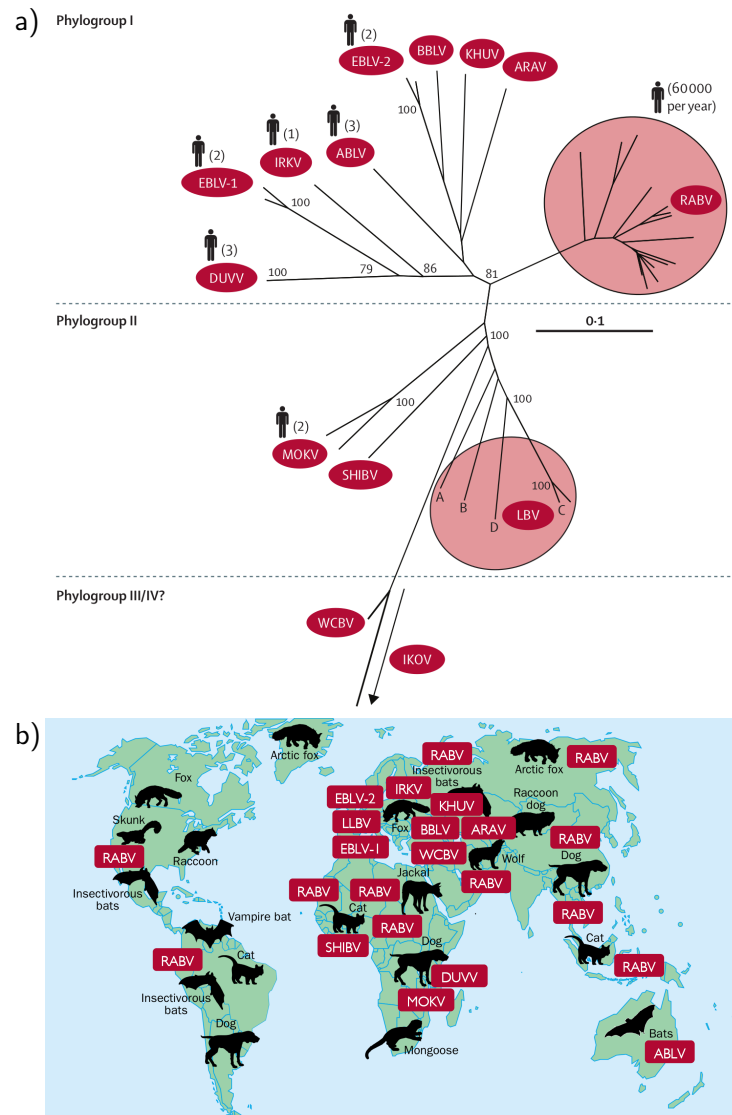 a)
Phylogroup I
(2)
EBLV-2
BBLV
KHUV
ARAV
(60 000
per year)
100
(3)
ABLV
(1)
IRKV
(2)
EBLV-1
RABV
100
(3)
DUVV
100
79
86
81
Phylogroup II
0·1
100
100
100
(2)
MOKV
SHIBV
A
B
D
LBV
100
C
Phylogroup III/IV?
WCBV
IKOV
b)
Arctic fox
RABV
Insectivorous
bats
Arctic fox
RABV
Fox
EBLV-2
IRKV
KHUV
Raccoon
dog
Skunk
LLBV
Fox
BBLV
ARAV
RABV
RABV
Raccoon
EBLV-1
WCBV
Wolf
Dog
Insectivorous
bats
RABV
RABV
Jackal
RABV
Cat
RABV
Vampire bat
RABV
SHIBV
Dog
Cat
RABV
Cat
RABV
DUVV
Insectivorous
bats
MOKV
Dog
Mongoose
Bats
ABLV